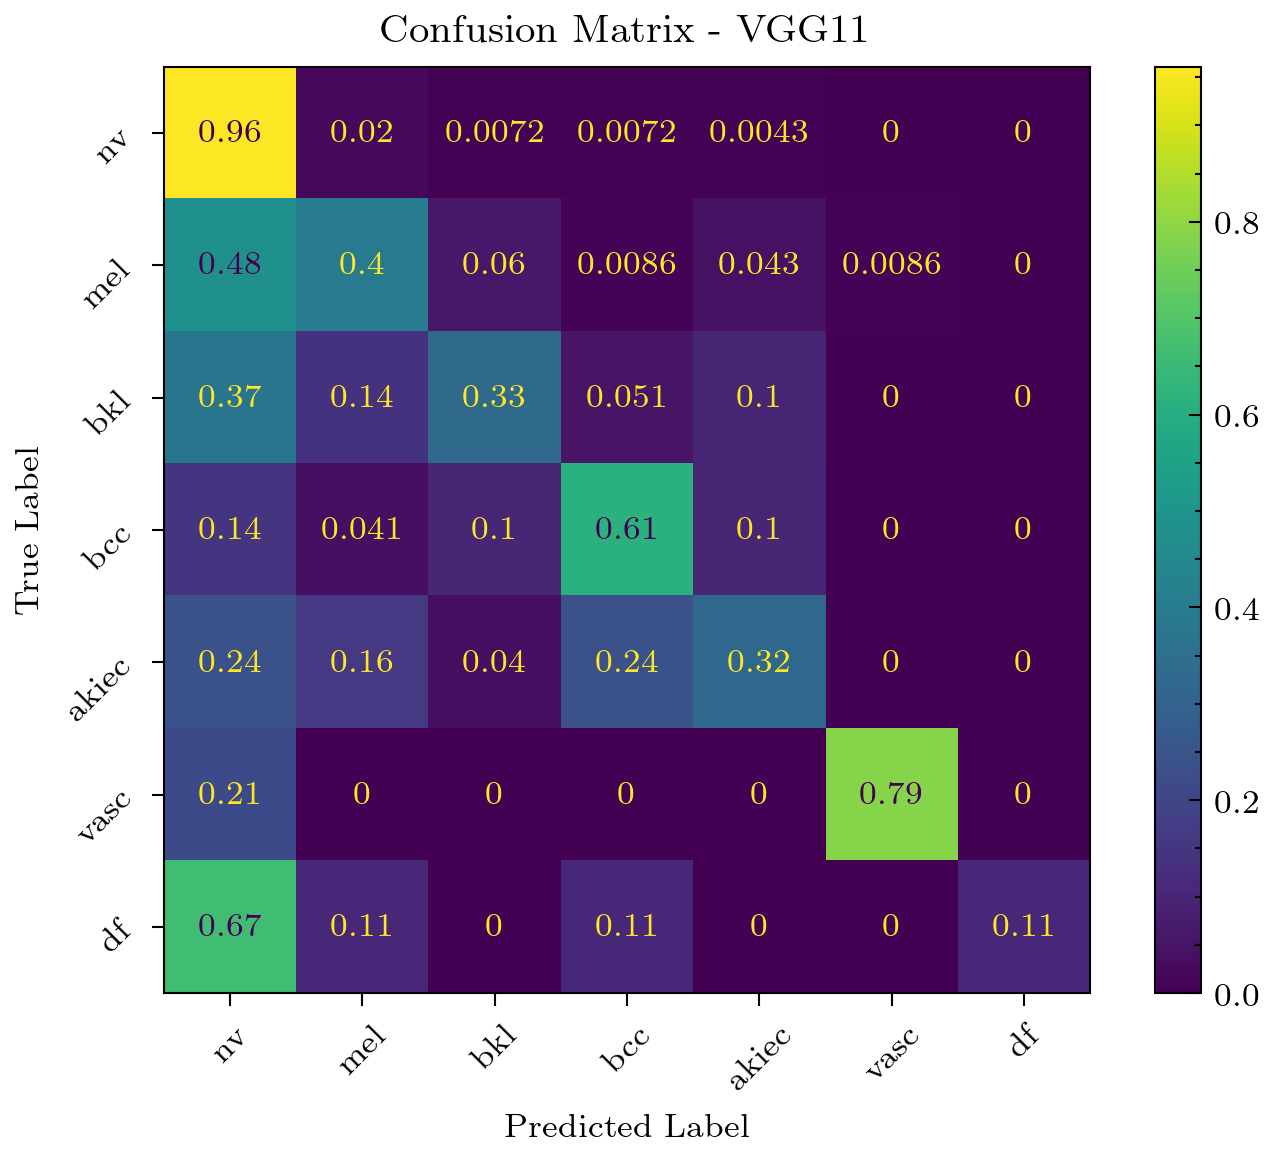 Confusion Matrix - VGG11
nv 0.96 0.02 0.0072 0.0072 0.0043 0 0
mel 0.48 0.4 0.06 0.0086 0.043 0.0086 0
bkl 0.37 0.14 0.33 0.051 0.1 0 0
bcc 0.14 0.041 0.1 0.61 0.1 0 0
akiec 0.24 0.16 0.04 0.24 0.32 0 0
vasc 0.21 0 0 0 0 0.79 0
df 0.67 0.11 0 0.11 0 0 0.11
nv mel bkl bcc akiec vasc df
Predicted Label
True Label
0.8
0.6
0.4
0.2
0.0